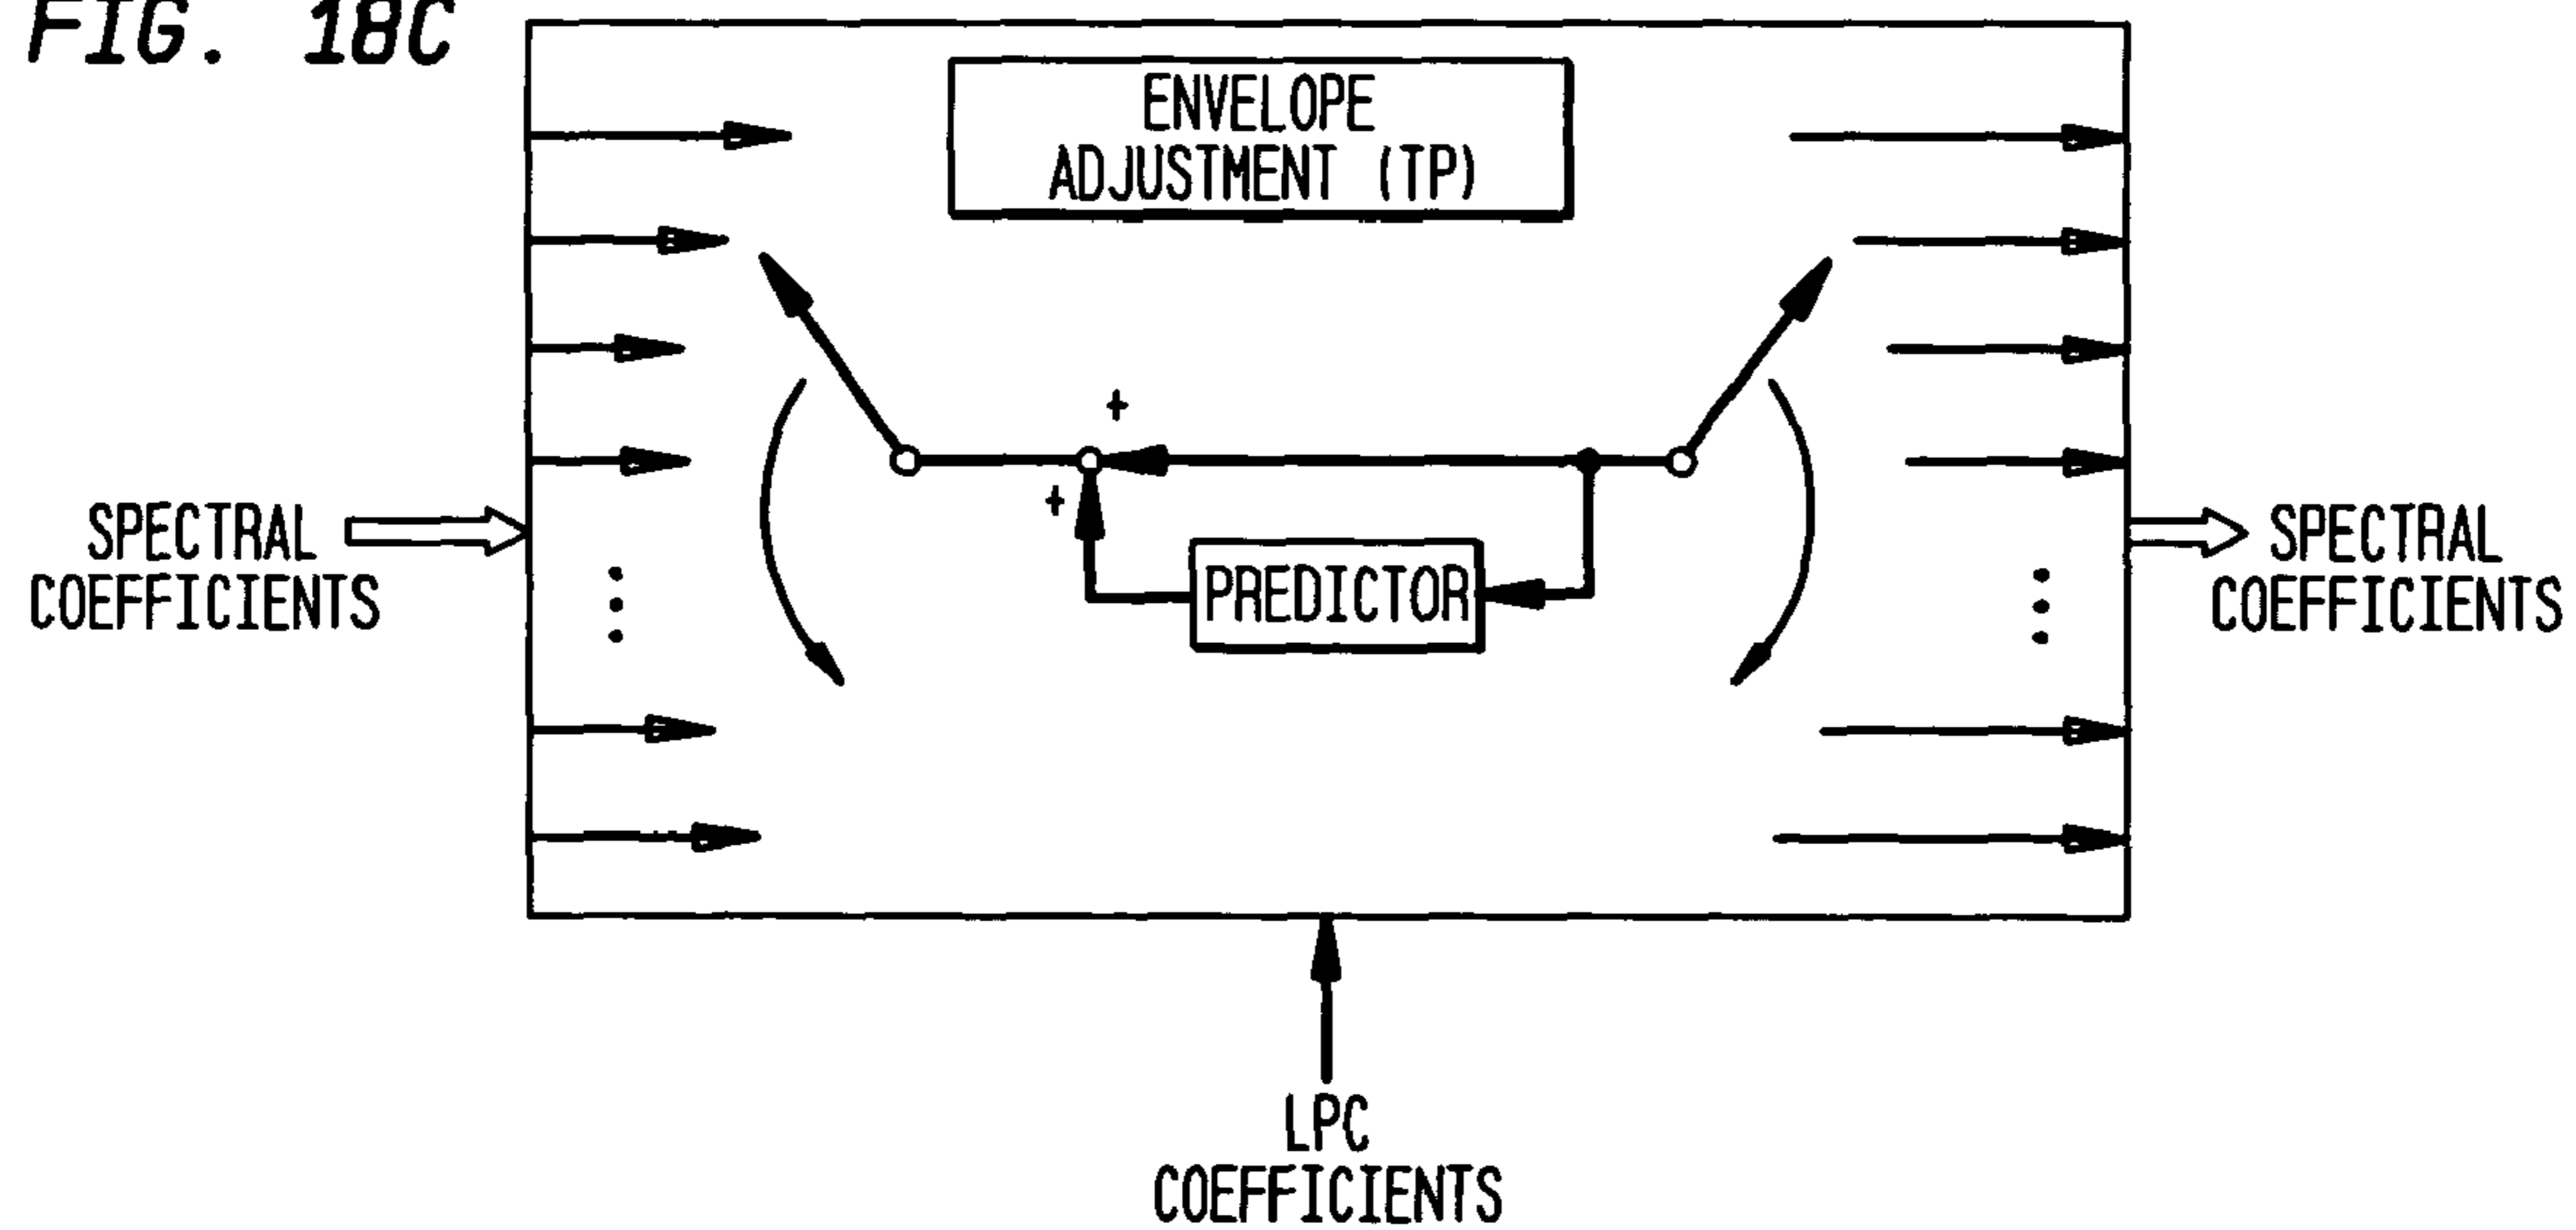 FIG. 18C
ENVELOPE
ADJUSTMENT (TP)
+
+
SPECTRAL
COEFFICIENTS
PREDICTOR
SPECTRAL
COEFFICIENTS
LPC
COEFFICIENTS